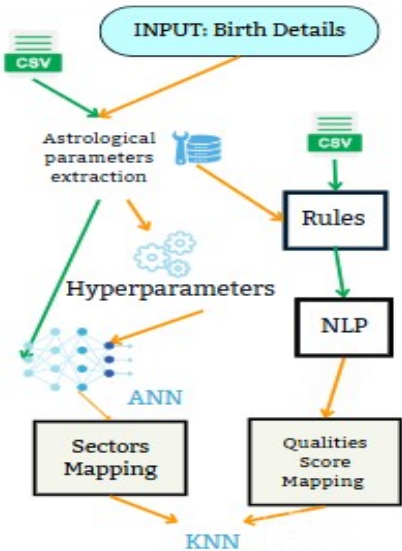 INPUT: Birth Details
CSV
CSV
Astrological
parameters
extraction
Rules
Hyperparameters
NLP
ANN
Sectors
Mapping
Qualities
Score
Mapping
KNN